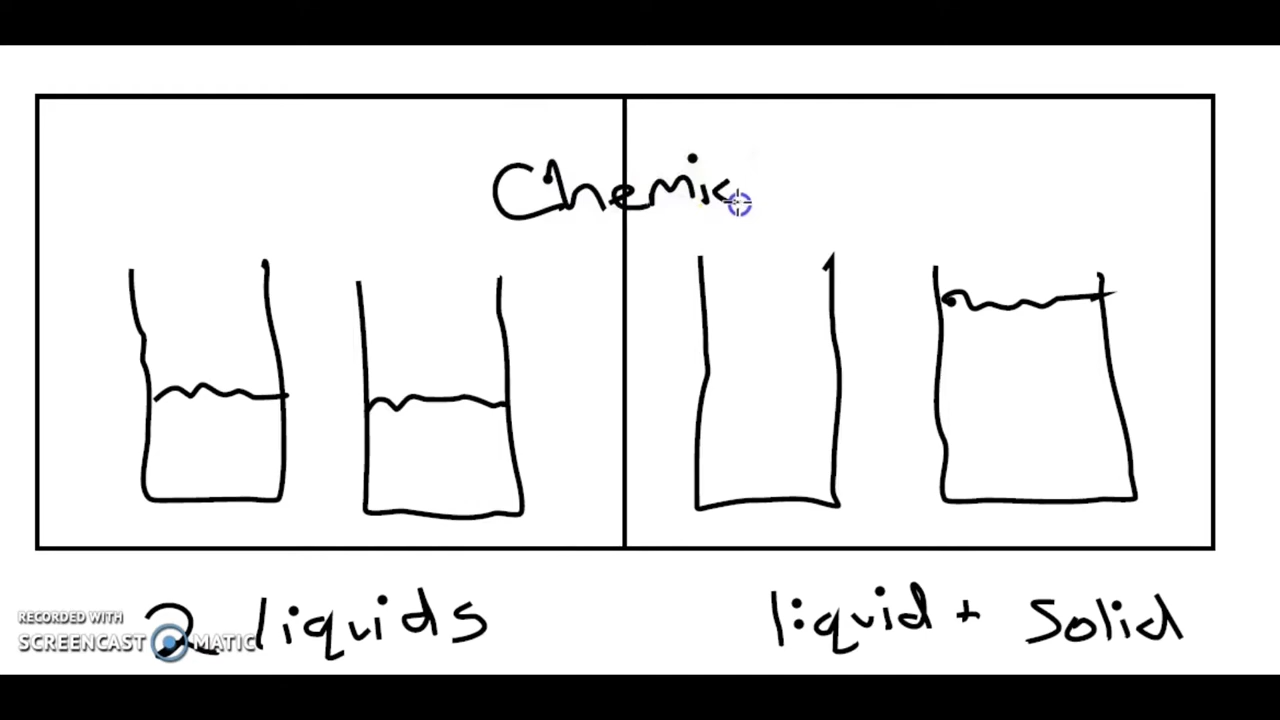 Chemic
2 liquids
liquid + Solid
RECORDED WITH
SCREENCAST MATIC